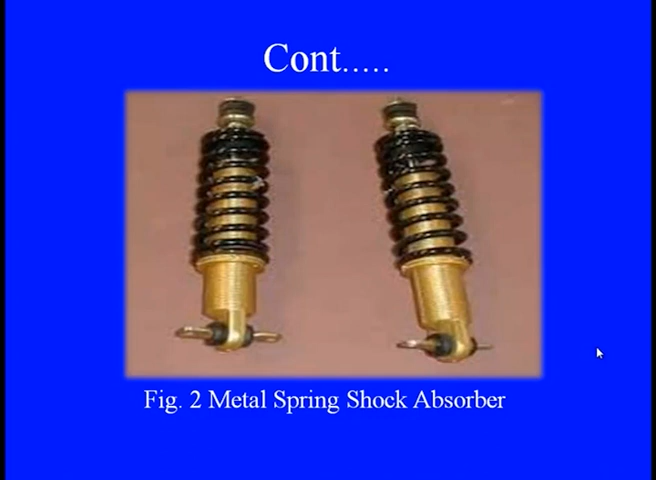 Cont.....
Fig. 2 Metal Spring Shock Absorber